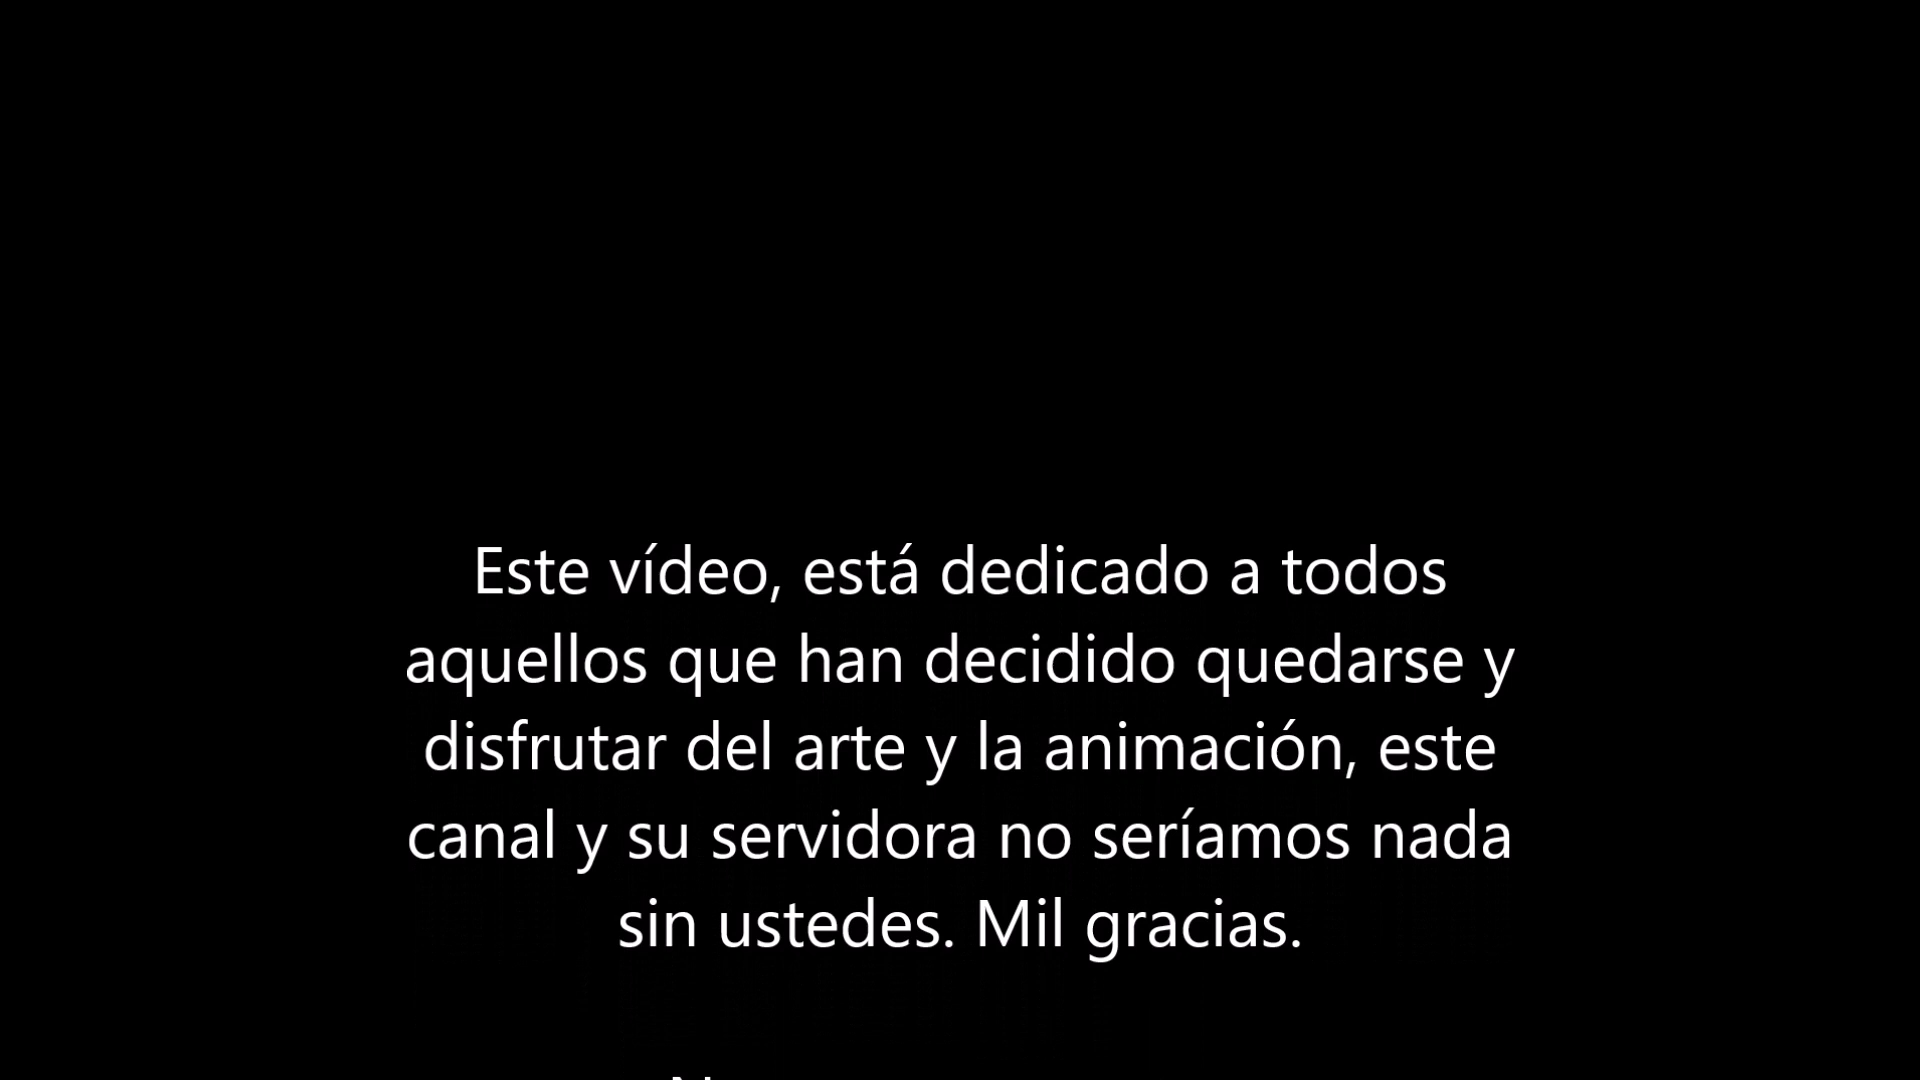 Este vídeo, está dedicado a todos
aquellos que han decidido quedarse y
disfrutar del arte y la animación, este
canal y su servidora no seríamos nada
sin ustedes. Mil gracias.